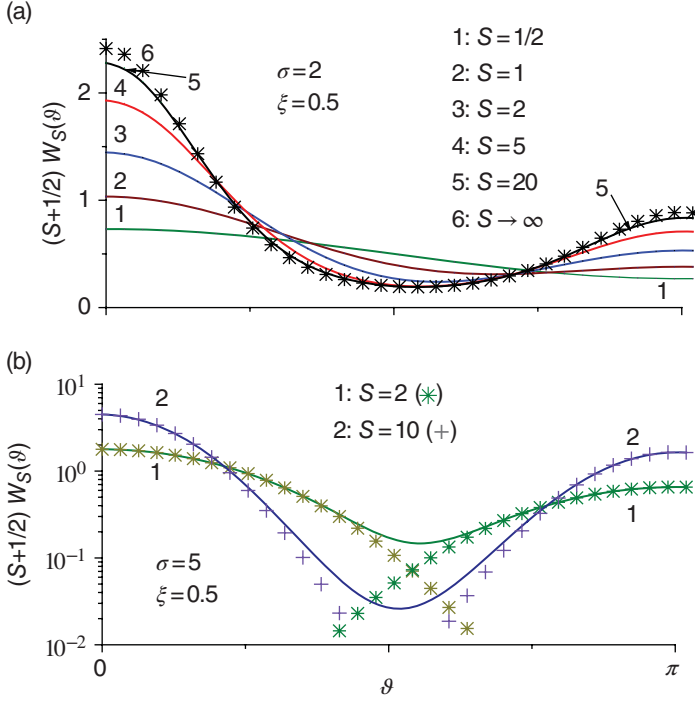 (a)
(S+1/2) W_S(ϑ)
2
1
0
6
5
4
3
2
1
σ=2
ξ=0.5
1: S=1/2
2: S=1
3: S=2
4: S=5
5: S=20
6: S→∞
5
1
(b)
(S+1/2) W_S(ϑ)
10^1
10^0
10^−1
10^−2
2
1
1: S=2 (✳)
2: S=10 (+)
2
1
σ=5
ξ=0.5
0
ϑ
π